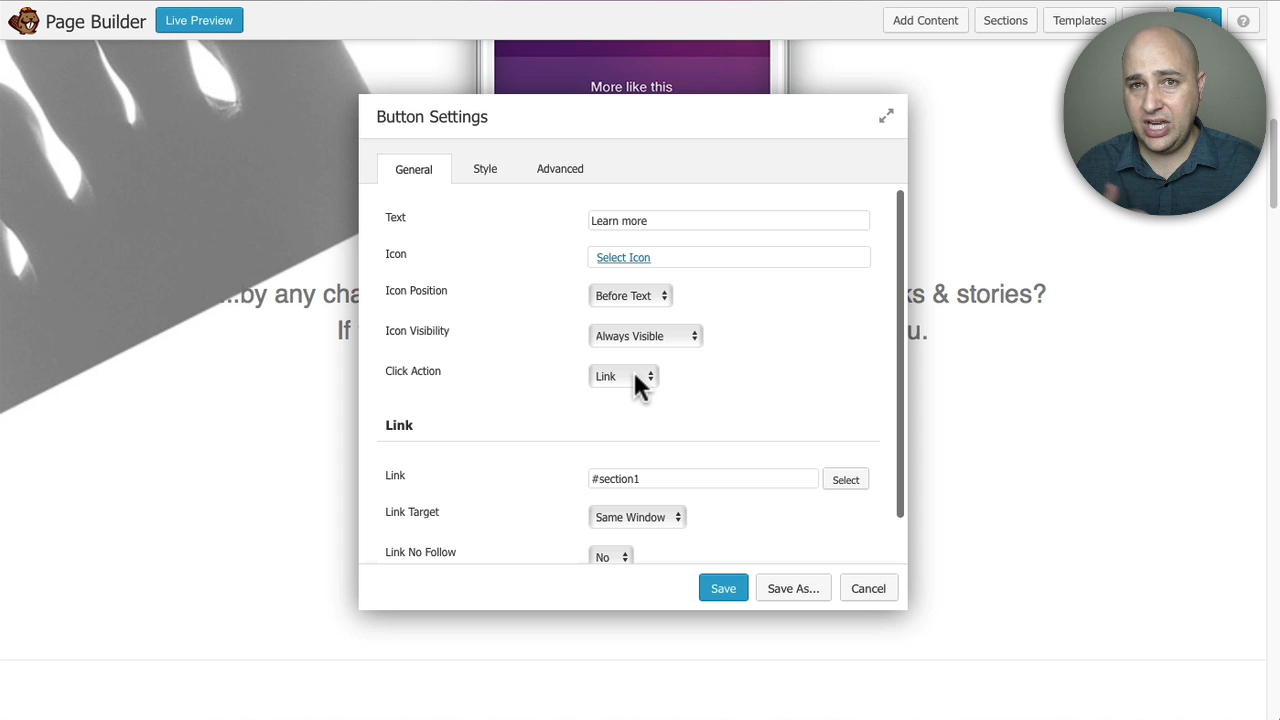 Page Builder
Live Preview
Add Content
Sections
Templates
?
More like this
Button Settings
General
Style
Advanced
Text
Learn more
Icon
Select Icon
Icon Position
Before Text
Icon Visibility
Always Visible
Click Action
Link
Link
Link
#section1
Select
Link Target
Same Window
Link No Follow
No
Save
Save As...
Cancel
...by any
& stories?
If